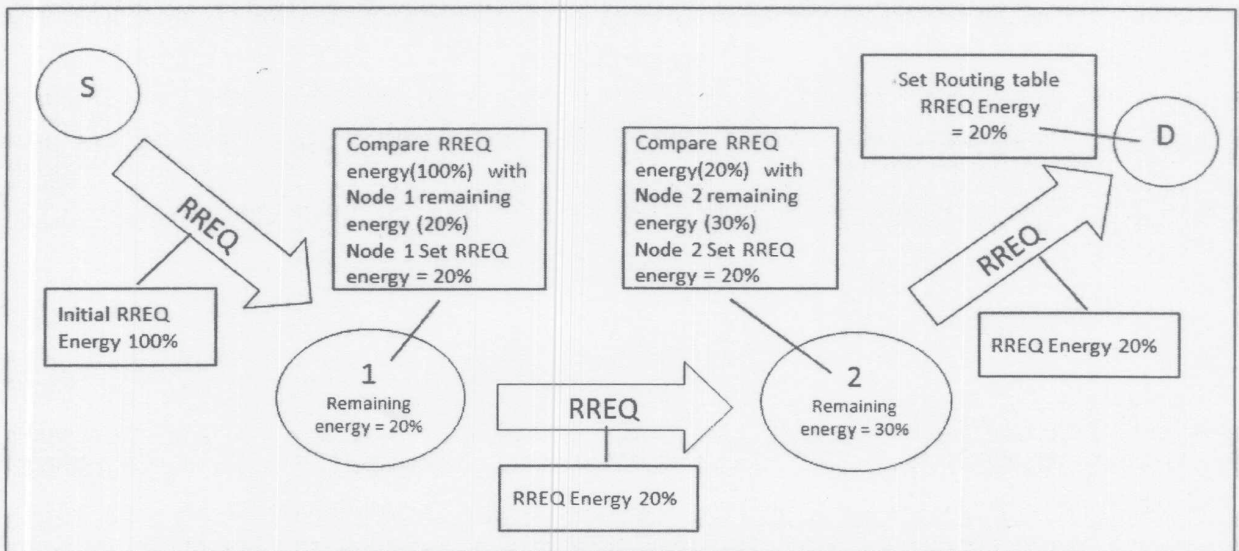 S
RREQ
Initial RREQ
Energy 100%
Compare RREQ
energy(100%) with
Node 1 remaining
energy (20%)
Node 1 Set RREQ
energy = 20%
1
Remaining
energy = 20%
RREQ
RREQ Energy 20%
Compare RREQ
energy(20%) with
Node 2 remaining
energy (30%)
Node 2 Set RREQ
energy = 20%
2
Remaining
energy = 30%
RREQ
RREQ Energy 20%
Set Routing table
RREQ Energy
= 20%
D